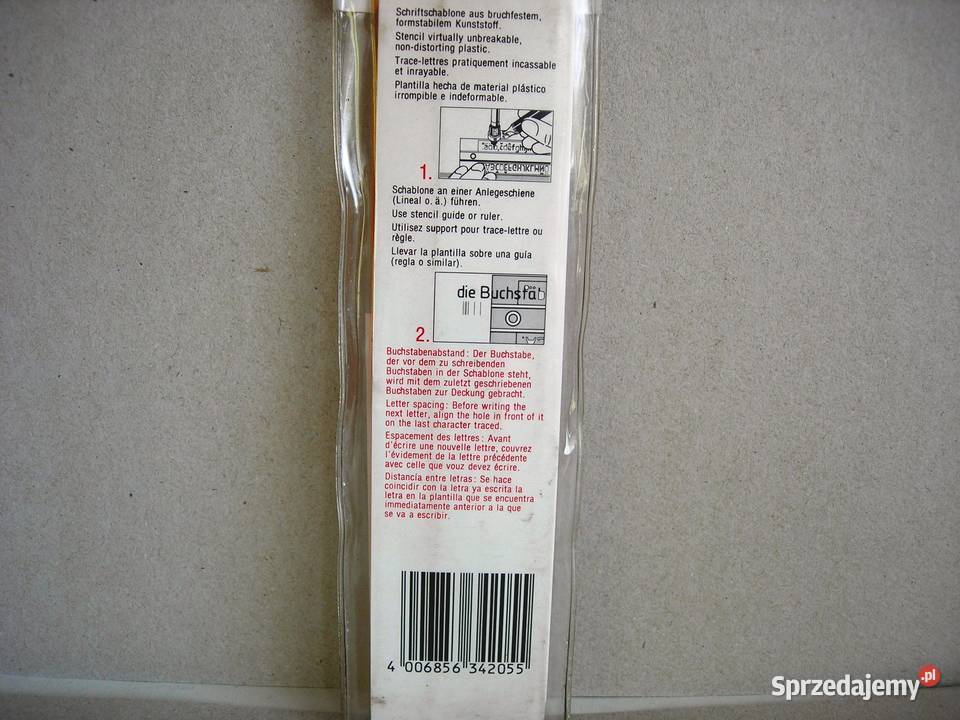 Schriftschablone aus bruchfestem,
formstabilem Kunststoff.
Stencil virtually unbreakable,
non-distorting plastic.
Trace-lettres pratiquement incassable
et inrayable.
Plantilla hecha de material plástico
irrompible e indeformable.
1.
Schablone an einer Anlegeschiene
(Lineal o. ä.) führen.
Use stencil guide or ruler.
Utilisez support pour trace-lettre ou
règle.
Llevar la plantilla sobre una guía
(regla o similar).
die Buchstab
2.
Buchstabenabstand: Der Buchstabe,
der vor dem zu schreibenden
Buchstaben in der Schablone steht,
wird mit dem zuletzt geschriebenen
Buchstaben zur Deckung gebracht.
Letter spacing: Before writing the
next letter, align the hole in front of it
on the last character traced.
Espacement des lettres: Avant
d'écrire une nouvelle lettre, couvrez
l'évidement de la lettre précédente
avec celle que vouz devez écrire.
Distancía entre letras: Se hace
coincidir con la letra ya escrita la
letra en la plantilla que se encuentra
immediatamente anterior a la que
se va a escribir.
4 006856 342055
Sprzedajemy.pl